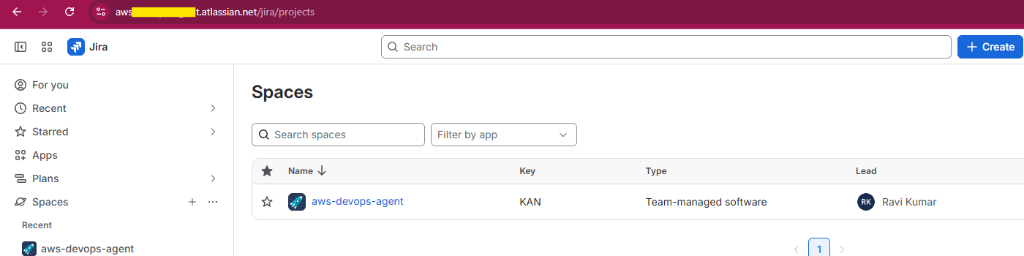 aws t.atlassian.net/jira/projects
Jira
Search
+ Create
For you
Recent
Starred
Apps
Plans
Spaces
Recent
aws-devops-agent
Spaces
Search spaces
Filter by app
Name Key Type Lead
aws-devops-agent KAN Team-managed software RK Ravi Kumar
1